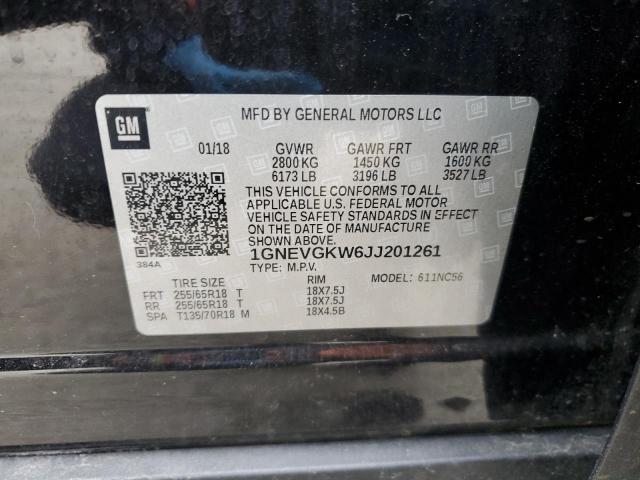 GM
MFD BY GENERAL MOTORS LLC
01/18 GVWR GAWR FRT GAWR RR
2800 KG 1450 KG 1600 KG
6173 LB 3196 LB 3527 LB
THIS VEHICLE CONFORMS TO ALL
APPLICABLE U.S. FEDERAL MOTOR
VEHICLE SAFETY STANDARDS IN EFFECT
ON THE DATE OF MANUFACTURE
SHOWN ABOVE.
384A 1GNEVGKW6JJ201261
TYPE: M.P.V.
TIRE SIZE RIM MODEL: 611NC56
FRT 255/65R18 T 18X7.5J
RR 255/65R18 T 18X7.5J
SPA T135/70R18 M 18X4.5B